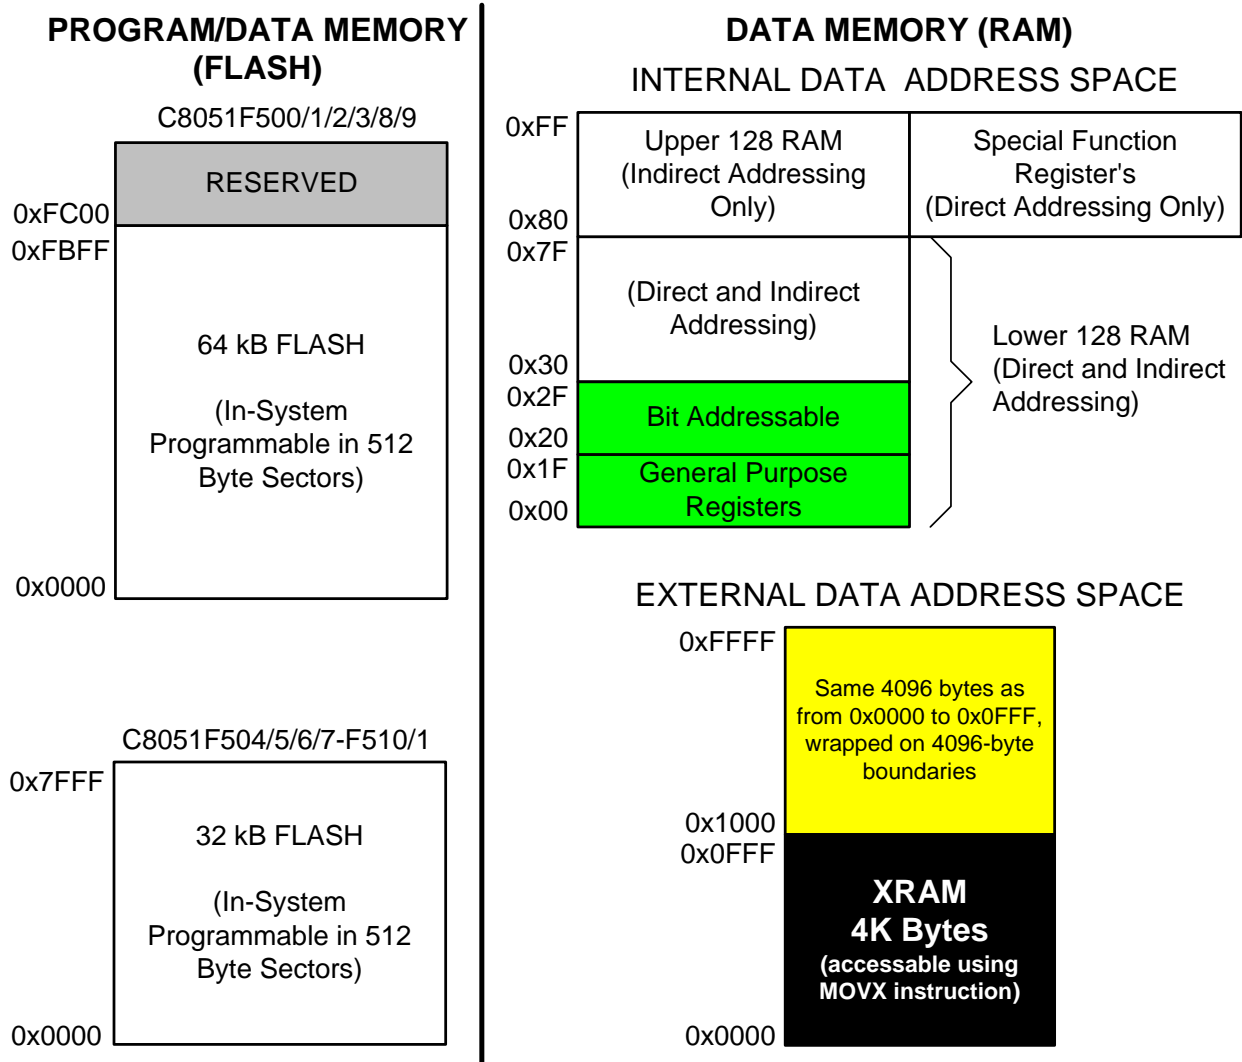 PROGRAM/DATA MEMORY
(FLASH)
C8051F500/1/2/3/8/9
RESERVED
0xFC00
0xFBFF
64 kB FLASH
(In-System
Programmable in 512
Byte Sectors)
0x0000
C8051F504/5/6/7-F510/1
0x7FFF
32 kB FLASH
(In-System
Programmable in 512
Byte Sectors)
0x0000
DATA MEMORY (RAM)
INTERNAL DATA ADDRESS SPACE
0xFF
Upper 128 RAM
(Indirect Addressing
Only)
Special Function
Register's
(Direct Addressing Only)
0x80
0x7F
(Direct and Indirect
Addressing)
Lower 128 RAM
(Direct and Indirect
Addressing)
0x30
0x2F
Bit Addressable
0x20
0x1F
General Purpose
Registers
0x00
EXTERNAL DATA ADDRESS SPACE
0xFFFF
Same 4096 bytes as
from 0x0000 to 0x0FFF,
wrapped on 4096-byte
boundaries
0x1000
0x0FFF
XRAM
4K Bytes
(accessable using
MOVX instruction)
0x0000